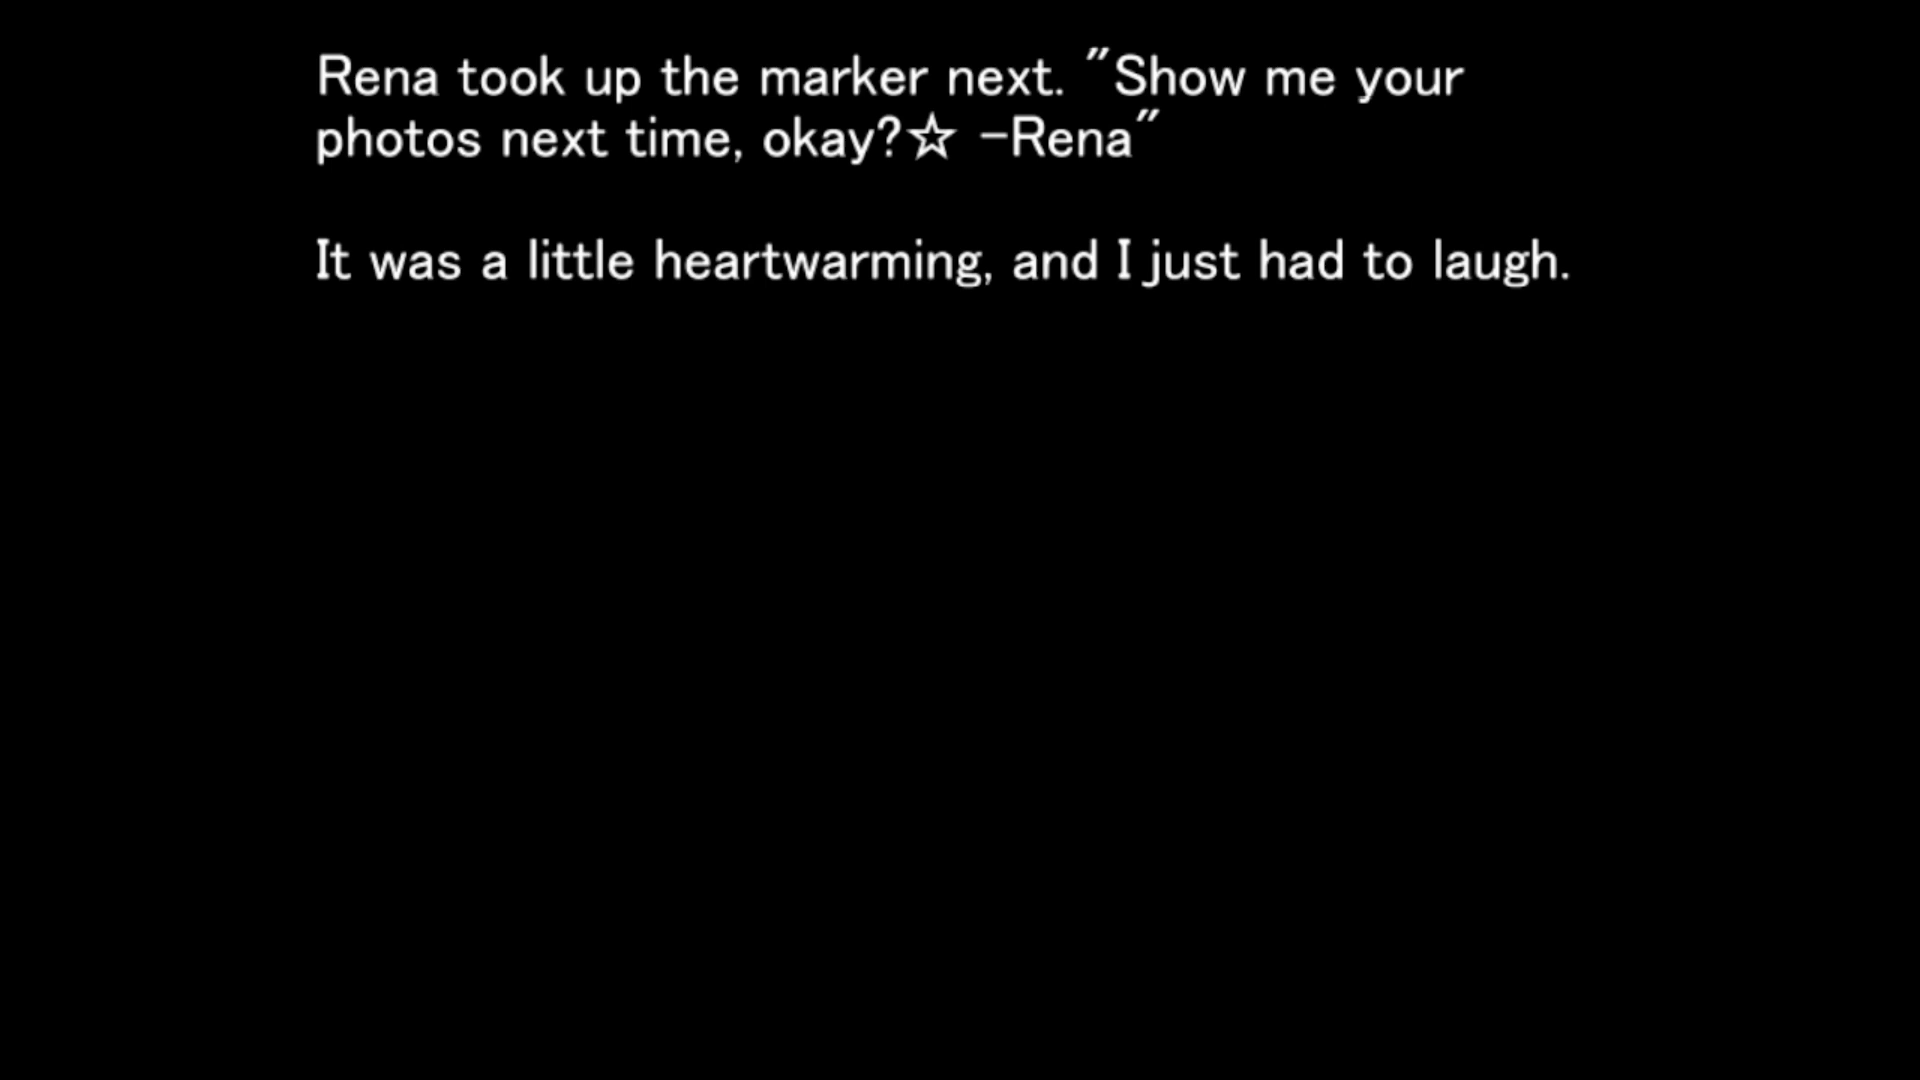 Rena took up the marker next. "Show me your
photos next time, okay?☆ -Rena"
It was a little heartwarming, and I just had to laugh.